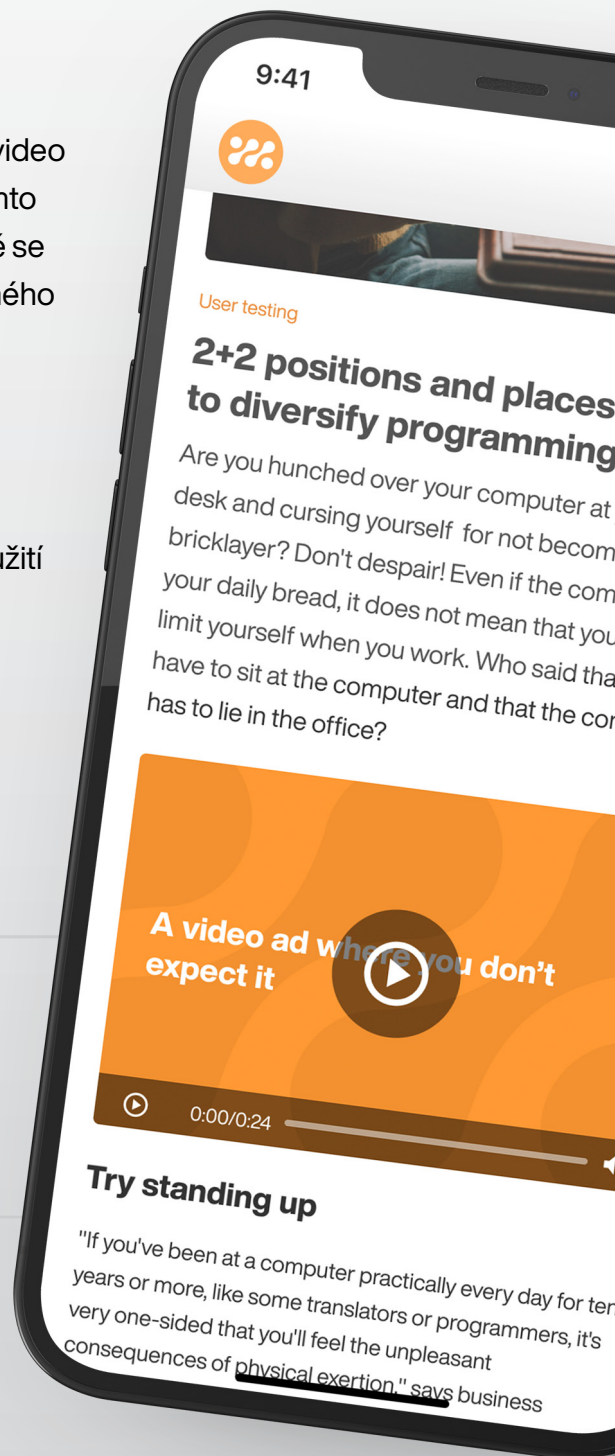 video
nto
é se
ného
užití
9:41
User testing
2+2 positions and places
to diversify programming
Are you hunched over your computer at
desk and cursing yourself for not becom
bricklayer? Don't despair! Even if the com
your daily bread, it does not mean that you
limit yourself when you work. Who said tha
have to sit at the computer and that the con
has to lie in the office?
A video ad where you don't
expect it
0:00/0:24
Try standing up
"If you've been at a computer practically every day for ten
years or more, like some translators or programmers, it's
very one-sided that you'll feel the unpleasant
consequences of physical exertion," says business